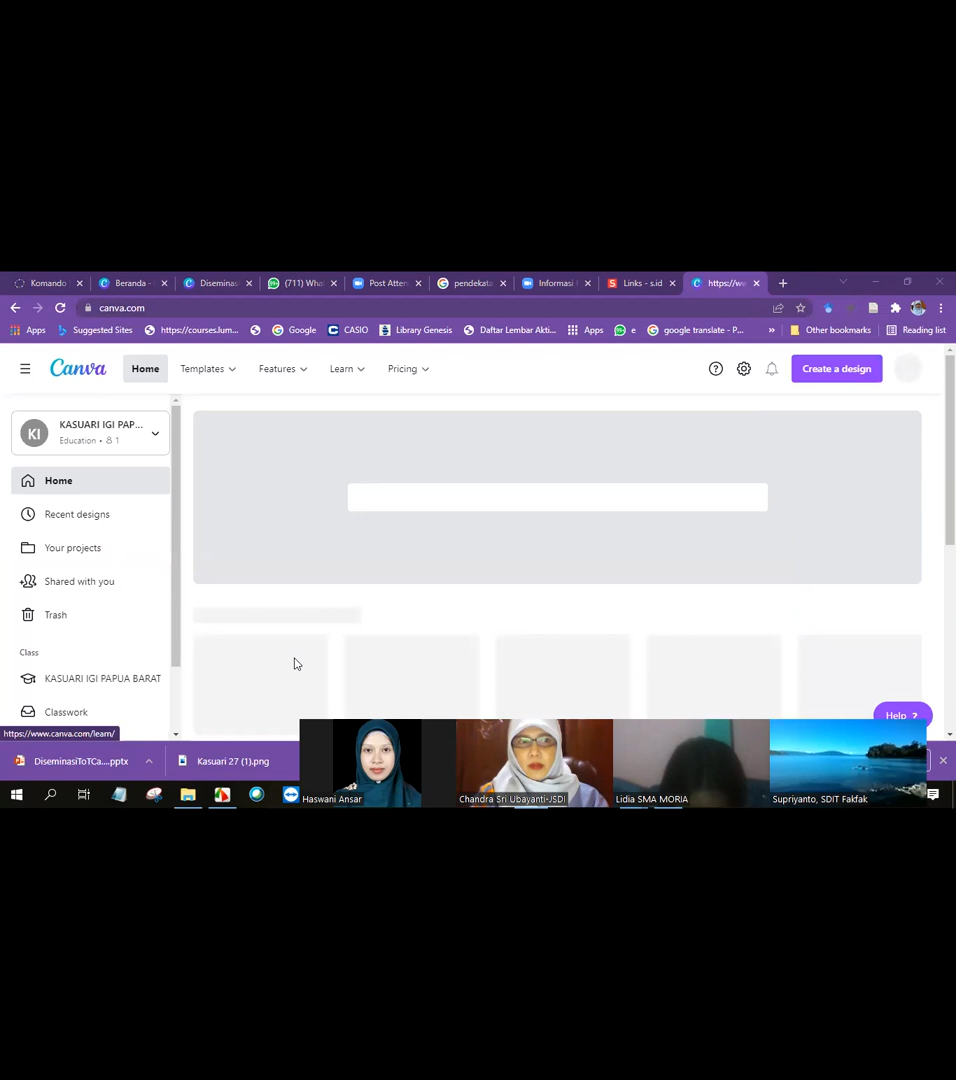 Komando
Beranda -
Diseminas
(711) Wha
Post Atten
pendekata
Informasi
Links - s.id
https://we
canva.com
Apps
Suggested Sites
https://courses.lum...
Google
CASIO
Library Genesis
Daftar Lembar Akti...
Apps
google translate - P...
Other bookmarks
Reading list
Canva
Home
Templates
Features
Learn
Pricing
Create a design
KI
KASUARI IGI PAP...
Education • 1
Home
Recent designs
Your projects
Shared with you
Trash
Class
KASUARI IGI PAPUA BARAT
Classwork
Help ?
https://www.canva.com/learn/
DiseminasiToTCa....pptx
Kasuari 27 (1).png
Haswani Ansar
Chandra Sri Ubayanti-JSDI
Lidia SMA MORIA
Supriyanto, SDIT Fakfak